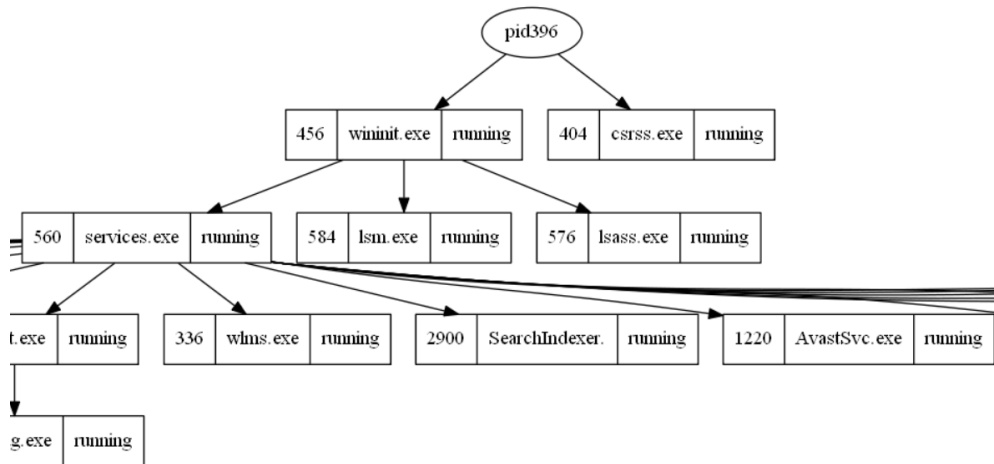 pid396
456 wininit.exe running
404 csrss.exe running
560 services.exe running
584 lsm.exe running
576 lsass.exe running
t.exe running
336 wlms.exe running
2900 SearchIndexer. running
1220 AvastSvc.exe running
g.exe running